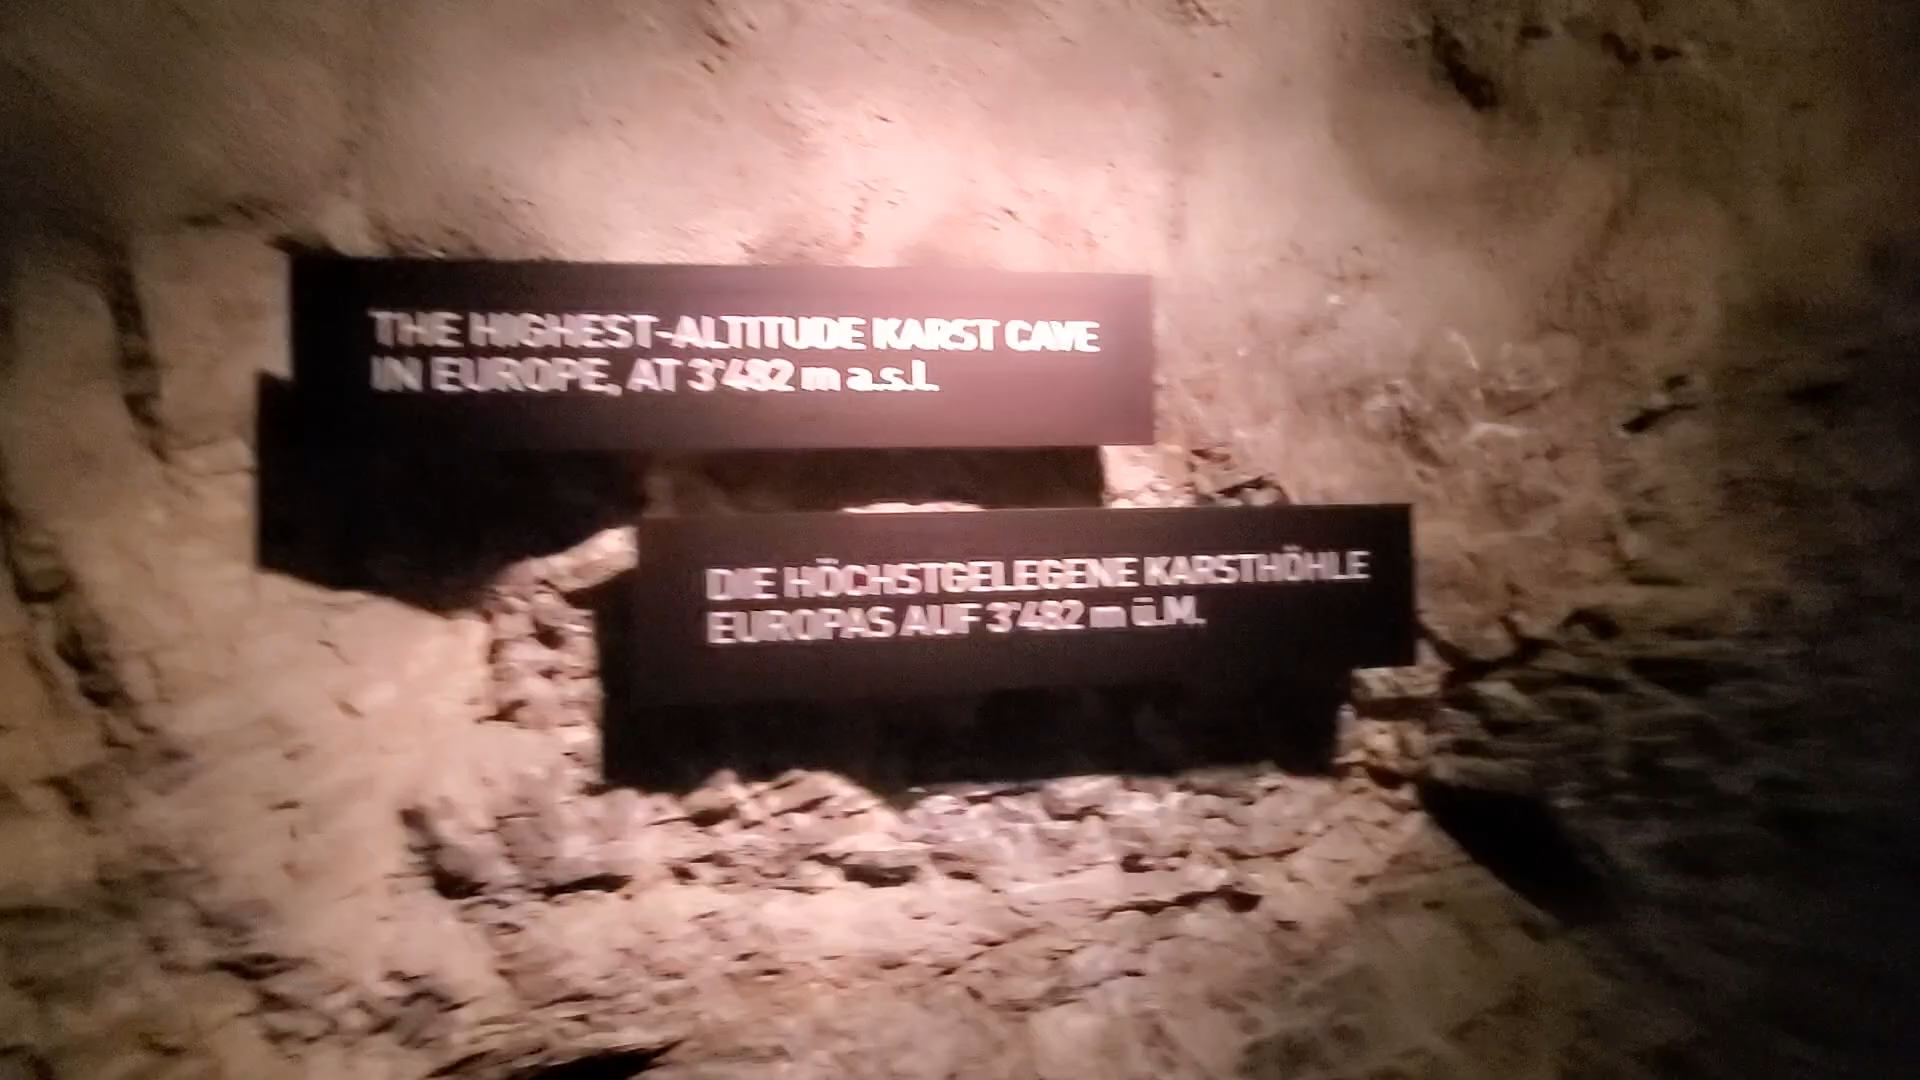 THE HIGHEST-ALTITUDE KARST CAVE
IN EUROPE, AT 3'482 m a.s.l.
DIE HÖCHSTGELEGENE KARSTHÖHLE
EUROPAS AUF 3'482 m ü.M.